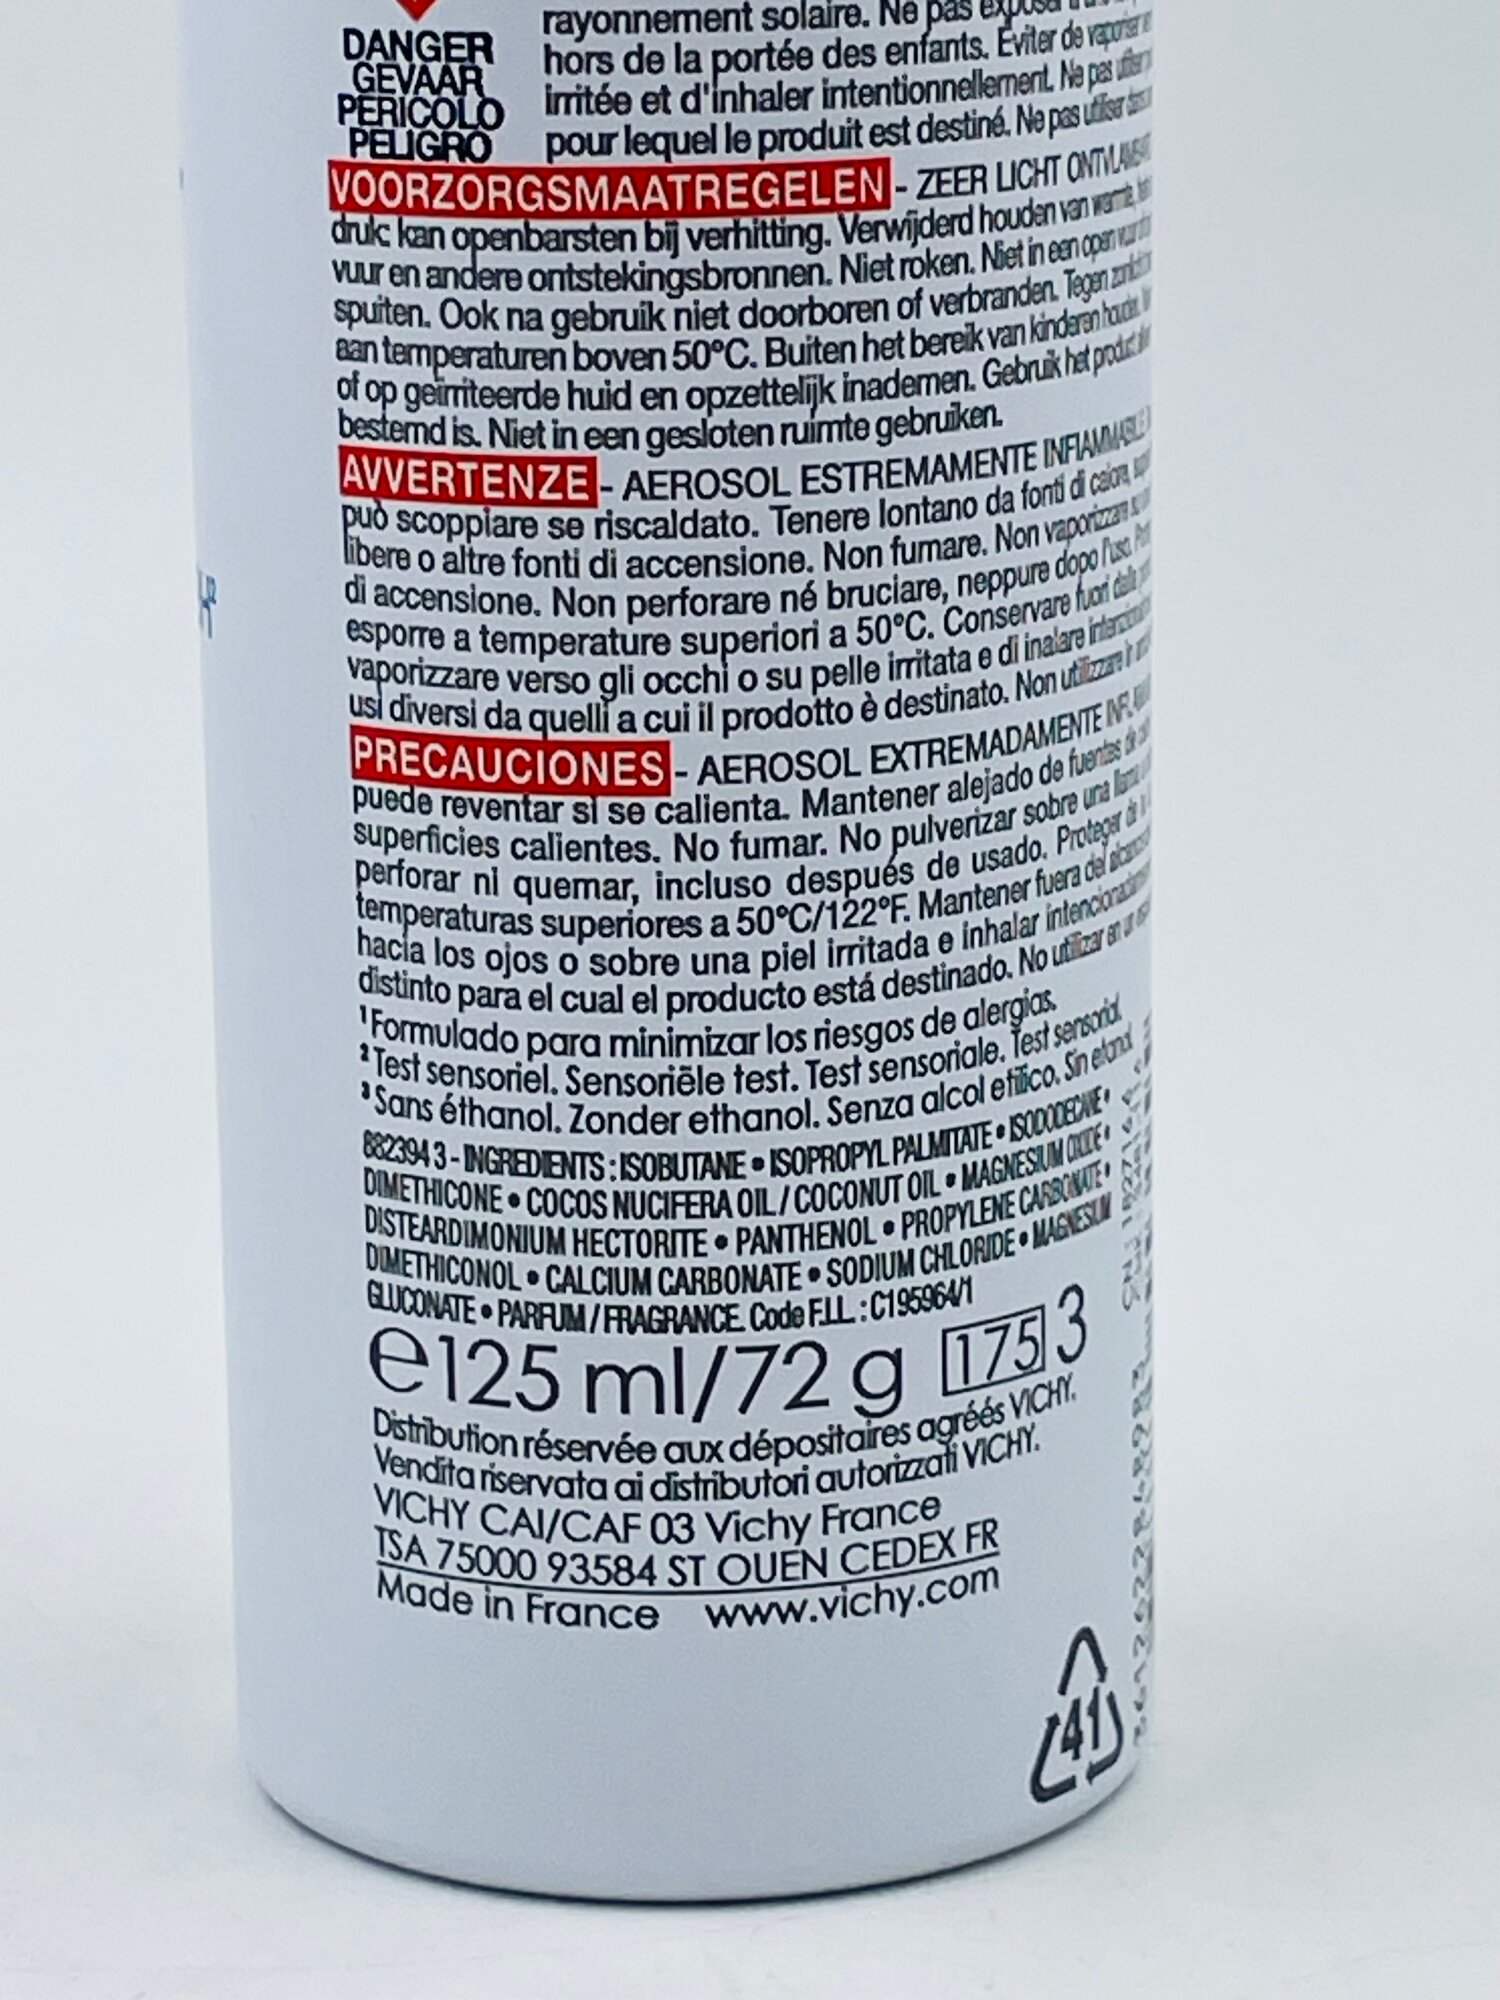 DANGER
GEVAAR
PERICOLO
PELIGRO
rayonnement solaire. Ne pas
hors de la portée des enfants. Éviter de vaporiser
irritée et d'inhaler intentionnellement. Ne pas utiliser
pour lequel le produit est destiné. Ne pas utiliser dans
VOORZORGSMAATREGELEN - ZEER LICHT
druk: kan openbarsten bij verhitting. Verwijderd houden van warmte,
vuur en andere ontstekingsbronnen. Niet roken. Niet in een open vuur
spuiten. Ook na gebruik niet doorboren of verbranden. Tegen
aan temperaturen boven 50°C. Buiten het bereik van kinderen houden.
of op geïrriteerde huid en opzettelijk inademen. Gebruik het product
bestemd is. Niet in een gesloten ruimte gebruiken.
AVVERTENZE - AEROSOL ESTREMAMENTE INFIAMMABILE
può scoppiare se riscaldato. Tenere lontano da fonti di calore,
libere o altre fonti di accensione. Non fumare. Non vaporizzare
di accensione. Non perforare né bruciare, neppure dopo l'uso.
esporre a temperature superiori a 50°C. Conservare fuori dalla
vaporizzare verso gli occhi o su pelle irritata e di inalare
usi diversi da quelli a cui il prodotto è destinato. Non utilizzare
PRECAUCIONES - AEROSOL EXTREMADAMENTE
puede reventar si se calienta. Mantener alejado de fuentes de
superficies calientes. No fumar. No pulverizar sobre una llama
perforar ni quemar, incluso después de usado. Proteger de
temperaturas superiores a 50°C/122°F. Mantener fuera del alcance
hacia los ojos o sobre una piel irritada e inhalar
distinto para el cual el producto está destinado. No utilizar en un
¹Formulado para minimizar los riesgos de alergias.
²Test sensoriel. Sensoriële test. Test sensoriale. Test sensorial.
³Sans éthanol. Zonder ethanol. Senza alcol etilico. Sin etanol.
882394 3 - INGREDIENTS : ISOBUTANE • ISOPROPYL PALMITATE • ISODODECANE •
DIMETHICONE • COCOS NUCIFERA OIL / COCONUT OIL • MAGNESIUM OXIDE •
DISTEARDIMONIUM HECTORITE • PANTHENOL • PROPYLENE CARBONATE •
DIMETHICONOL • CALCIUM CARBONATE • SODIUM CHLORIDE • MAGNESIUM
GLUCONATE • PARFUM / FRAGRANCE. Code F.I.L. : C195964/1
℮125 ml/72 g 175 3
Distribution réservée aux dépositaires agréés VICHY.
Vendita riservata ai distributori autorizzati VICHY.
VICHY CAI/CAF 03 Vichy France
TSA 75000 93584 ST OUEN CEDEX FR
Made in France www.vichy.com
41